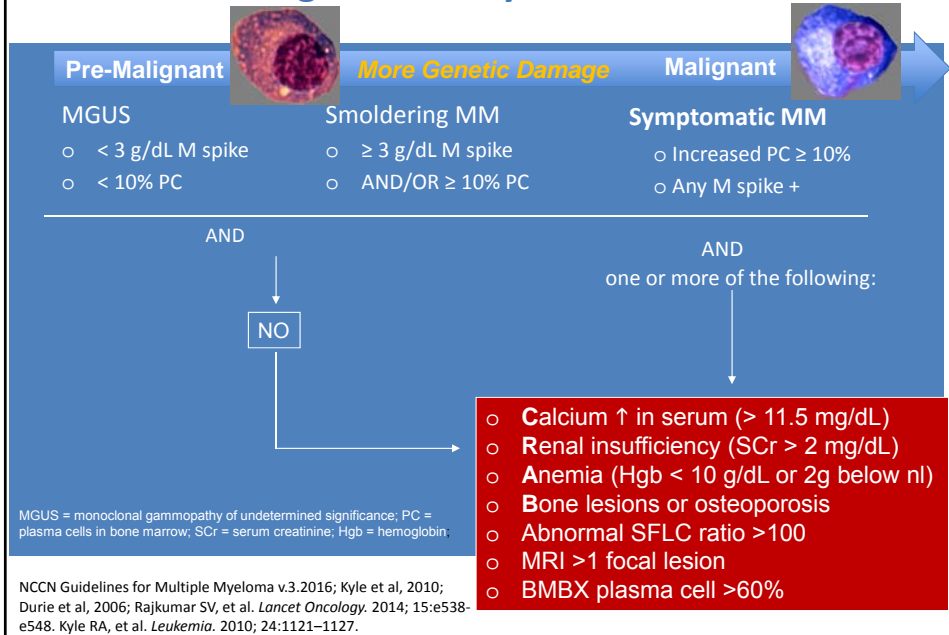 Pre-Malignant
More Genetic Damage
Malignant
MGUS
o < 3 g/dL M spike
o < 10% PC
Smoldering MM
o ≥ 3 g/dL M spike
o AND/OR ≥ 10% PC
Symptomatic MM
o Increased PC ≥ 10%
o Any M spike +
AND
NO
AND
one or more of the following:
o Calcium ↑ in serum (> 11.5 mg/dL)
o Renal insufficiency (SCr > 2 mg/dL)
o Anemia (Hgb < 10 g/dL or 2g below nl)
o Bone lesions or osteoporosis
o Abnormal SFLC ratio >100
o MRI >1 focal lesion
o BMBX plasma cell >60%
MGUS = monoclonal gammopathy of undetermined significance; PC =
plasma cells in bone marrow; SCr = serum creatinine; Hgb = hemoglobin;
NCCN Guidelines for Multiple Myeloma v.3.2016; Kyle et al, 2010;
Durie et al, 2006; Rajkumar SV, et al. Lancet Oncology. 2014; 15:e538-
e548. Kyle RA, et al. Leukemia. 2010; 24:1121–1127.